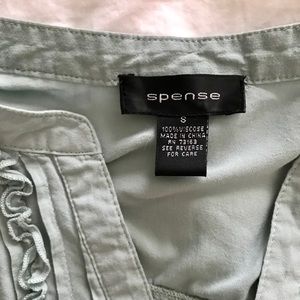 spense
S
100% VISCOSE
MADE IN CHINA
RN 73163
SEE REVERSE
FOR CARE